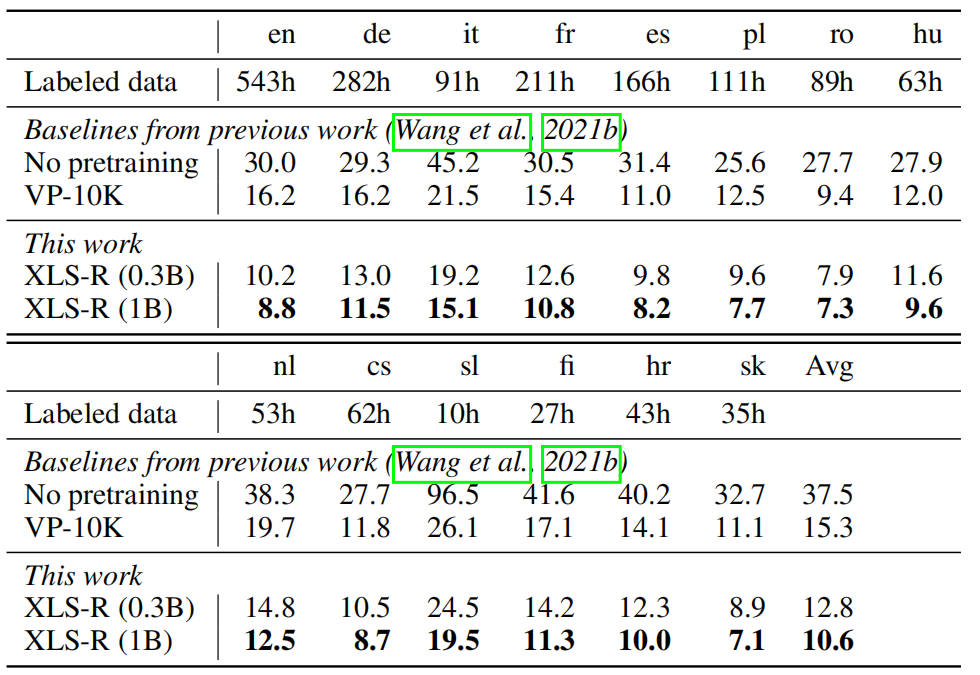 en de it fr es pl ro hu
Labeled data 543h 282h 91h 211h 166h 111h 89h 63h
Baselines from previous work (Wang et al., 2021b)
No pretraining 30.0 29.3 45.2 30.5 31.4 25.6 27.7 27.9
VP-10K 16.2 16.2 21.5 15.4 11.0 12.5 9.4 12.0
This work
XLS-R (0.3B) 10.2 13.0 19.2 12.6 9.8 9.6 7.9 11.6
XLS-R (1B) 8.8 11.5 15.1 10.8 8.2 7.7 7.3 9.6
nl cs sl fi hr sk Avg
Labeled data 53h 62h 10h 27h 43h 35h
Baselines from previous work (Wang et al., 2021b)
No pretraining 38.3 27.7 96.5 41.6 40.2 32.7 37.5
VP-10K 19.7 11.8 26.1 17.1 14.1 11.1 15.3
This work
XLS-R (0.3B) 14.8 10.5 24.5 14.2 12.3 8.9 12.8
XLS-R (1B) 12.5 8.7 19.5 11.3 10.0 7.1 10.6